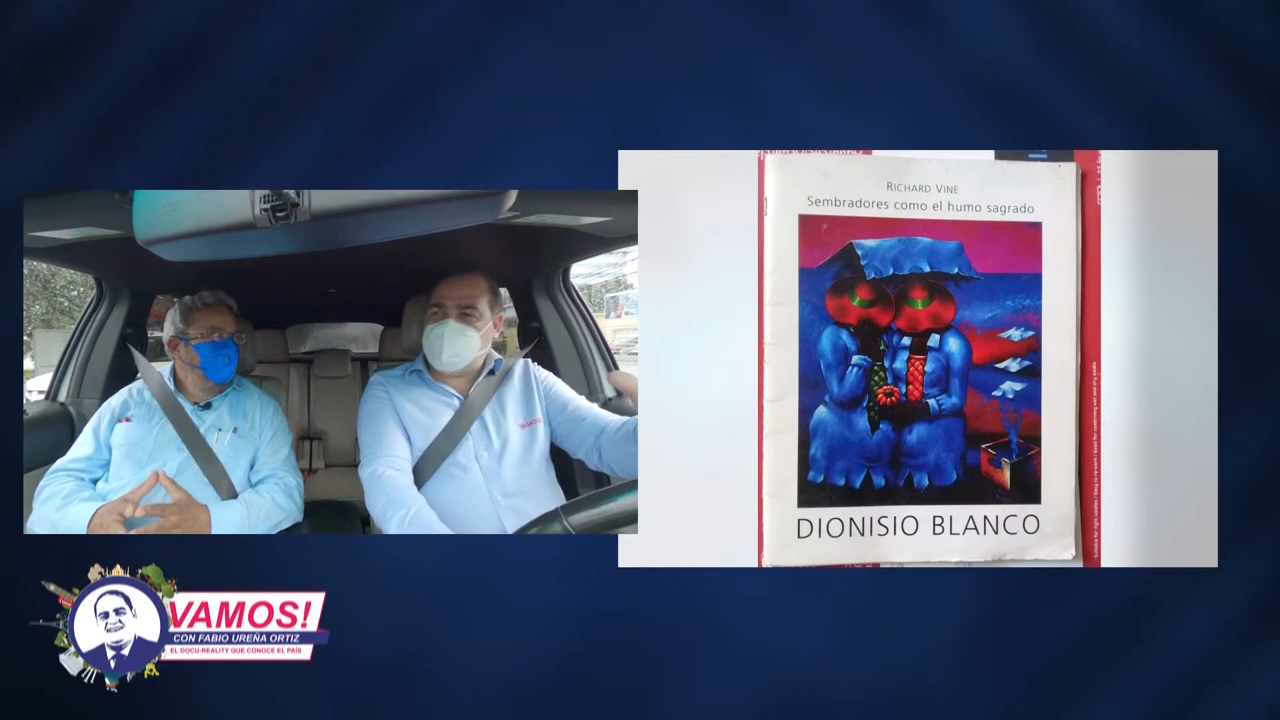 RICHARD VINE
Sembradores como el humo sagrado
DIONISIO BLANCO
VAMOS!
CON FABIO UREÑA ORTIZ
EL DOCU-REALITY QUE CONOCE EL PAÍS